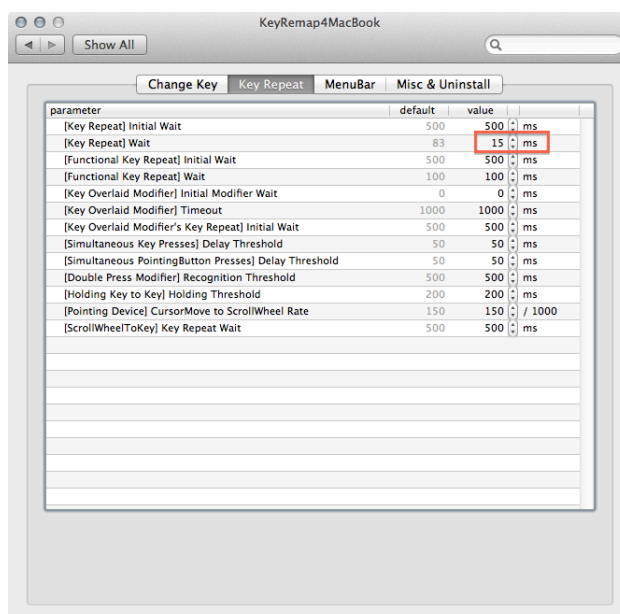 KeyRemap4MacBook
Show All
Change Key Key Repeat MenuBar Misc & Uninstall
parameter default value
[Key Repeat] Initial Wait 500 500 ms
[Key Repeat] Wait 83 15 ms
[Functional Key Repeat] Initial Wait 500 500 ms
[Functional Key Repeat] Wait 100 100 ms
[Key Overlaid Modifier] Initial Modifier Wait 0 0 ms
[Key Overlaid Modifier] Timeout 1000 1000 ms
[Key Overlaid Modifier's Key Repeat] Initial Wait 500 500 ms
[Simultaneous Key Presses] Delay Threshold 50 50 ms
[Simultaneous PointingButton Presses] Delay Threshold 50 50 ms
[Double Press Modifier] Recognition Threshold 500 500 ms
[Holding Key to Key] Holding Threshold 200 200 ms
[Pointing Device] CursorMove to ScrollWheel Rate 150 150 / 1000
[ScrollWheelToKey] Key Repeat Wait 500 500 ms